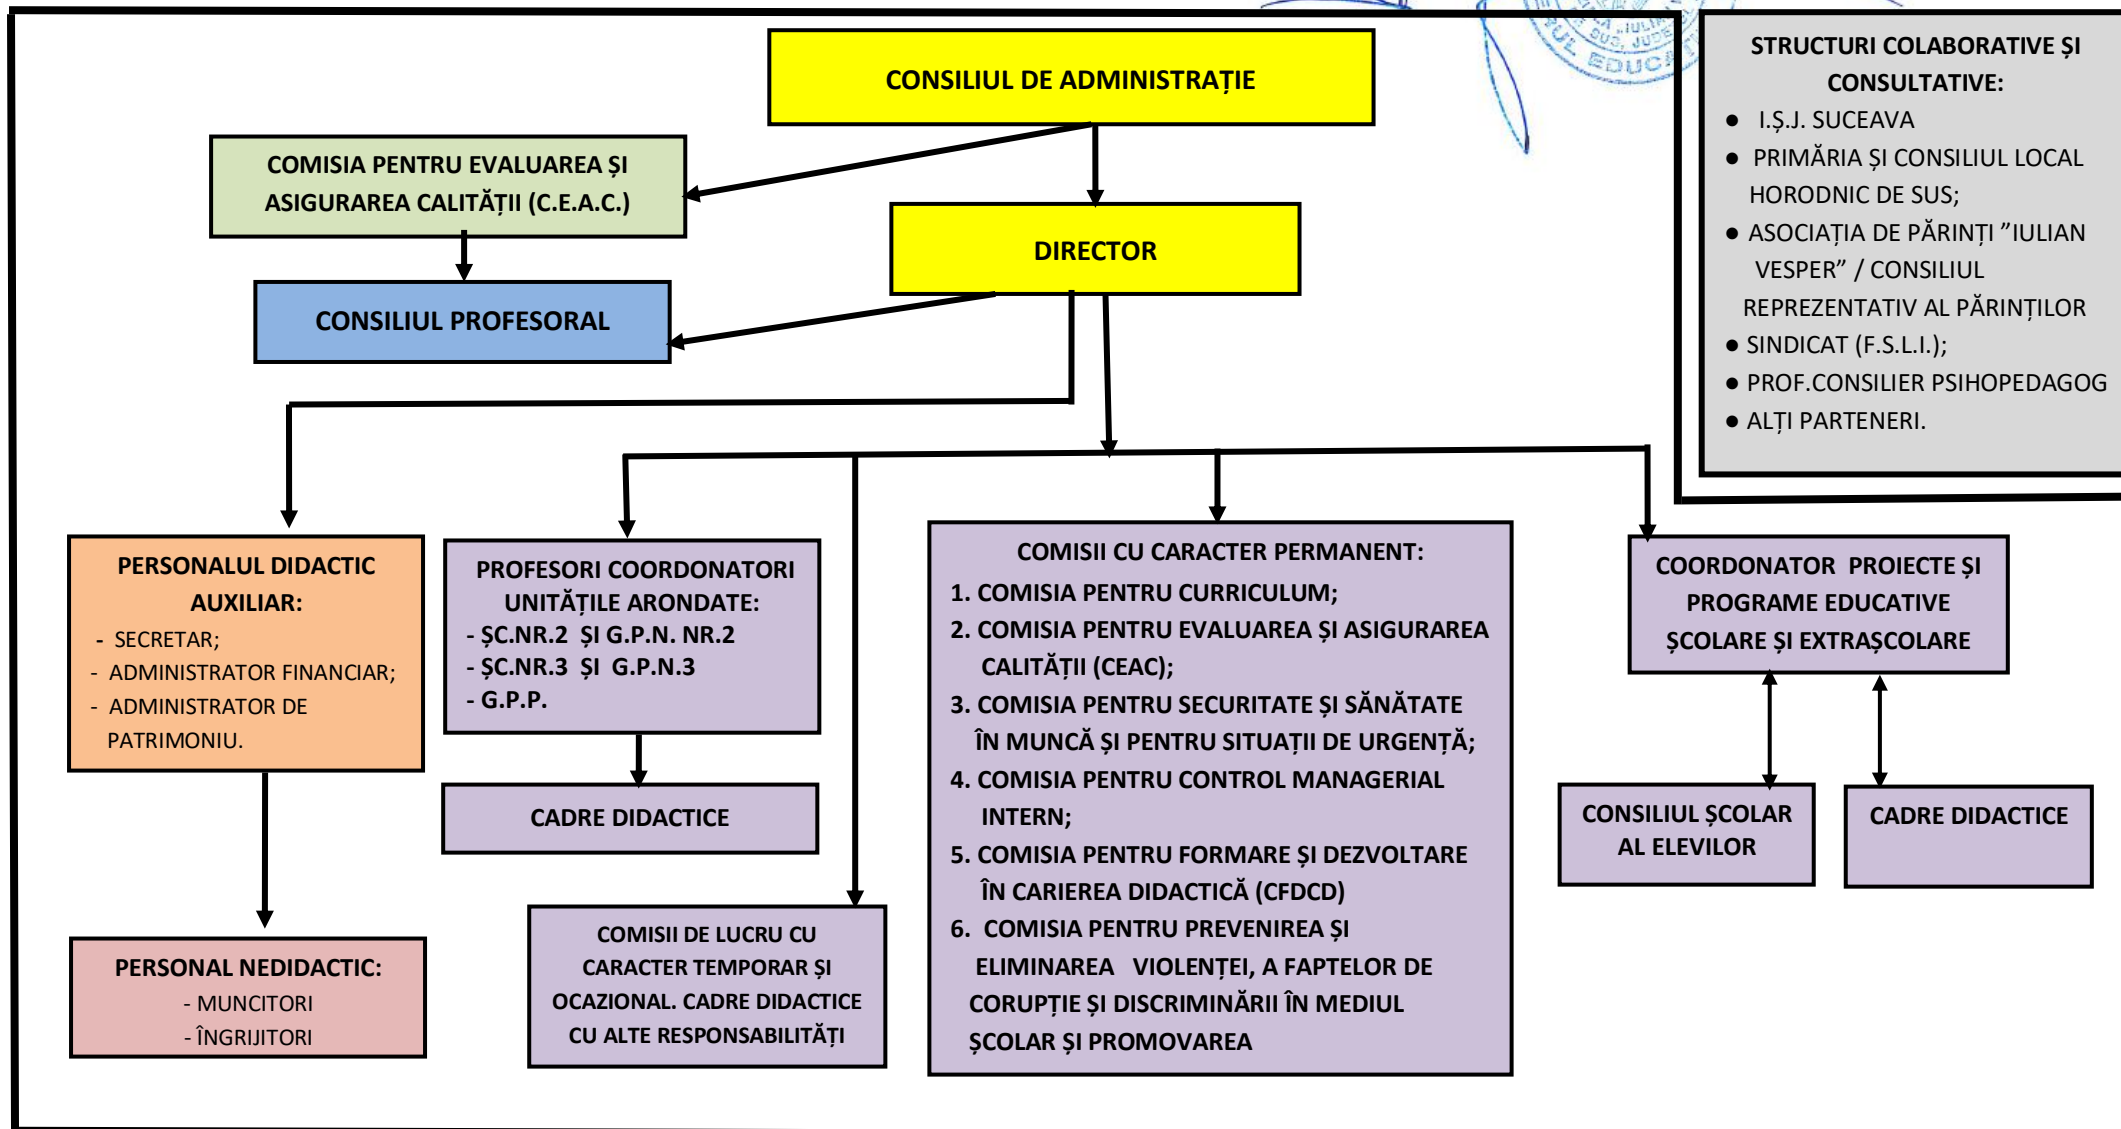 CONSILIUL DE ADMINISTRAȚIE
COMISIA PENTRU EVALUAREA ȘI
ASIGURAREA CALITĂȚII (C.E.A.C.)
DIRECTOR
CONSILIUL PROFESORAL
STRUCTURI COLABORATIVE ȘI
CONSULTATIVE:
● I.Ș.J. SUCEAVA
● PRIMĂRIA ȘI CONSILIUL LOCAL
HORODNIC DE SUS;
● ASOCIAȚIA DE PĂRINȚI ”IULIAN
VESPER” / CONSILIUL
REPREZENTATIV AL PĂRINȚILOR
● SINDICAT (F.S.L.I.);
● PROF.CONSILIER PSIHOPEDAGOG
● ALȚI PARTENERI.
PERSONALUL DIDACTIC
AUXILIAR:
- SECRETAR;
- ADMINISTRATOR FINANCIAR;
- ADMINISTRATOR DE
PATRIMONIU.
PROFESORI COORDONATORI
UNITĂȚILE ARONDATE:
- ȘC.NR.2 ȘI G.P.N. NR.2
- ȘC.NR.3 ȘI G.P.N.3
- G.P.P.
COMISII CU CARACTER PERMANENT:
1. COMISIA PENTRU CURRICULUM;
2. COMISIA PENTRU EVALUAREA ȘI ASIGURAREA
CALITĂȚII (CEAC);
3. COMISIA PENTRU SECURITATE ȘI SĂNĂTATE
ÎN MUNCĂ ȘI PENTRU SITUAȚII DE URGENȚĂ;
4. COMISIA PENTRU CONTROL MANAGERIAL
INTERN;
5. COMISIA PENTRU FORMARE ȘI DEZVOLTARE
ÎN CARIEREA DIDACTICĂ (CFDCD)
6. COMISIA PENTRU PREVENIREA ȘI
ELIMINAREA VIOLENȚEI, A FAPTELOR DE
CORUPȚIE ȘI DISCRIMINĂRII ÎN MEDIUL
ȘCOLAR ȘI PROMOVAREA
COORDONATOR PROIECTE ȘI
PROGRAME EDUCATIVE
ȘCOLARE ȘI EXTRAȘCOLARE
CADRE DIDACTICE
CONSILIUL ȘCOLAR
AL ELEVILOR
CADRE DIDACTICE
PERSONAL NEDIDACTIC:
- MUNCITORI
- ÎNGRIJITORI
COMISII DE LUCRU CU
CARACTER TEMPORAR ȘI
OCAZIONAL. CADRE DIDACTICE
CU ALTE RESPONSABILITĂȚI